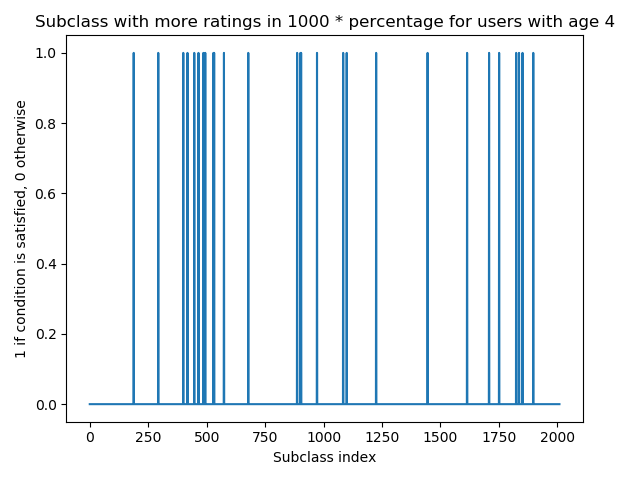 Subclass with more ratings in 1000 * percentage for users with age 4
1 if condition is satisfied, 0 otherwise
1.0
0.8
0.6
0.4
0.2
0.0
0 250 500 750 1000 1250 1500 1750 2000
Subclass index